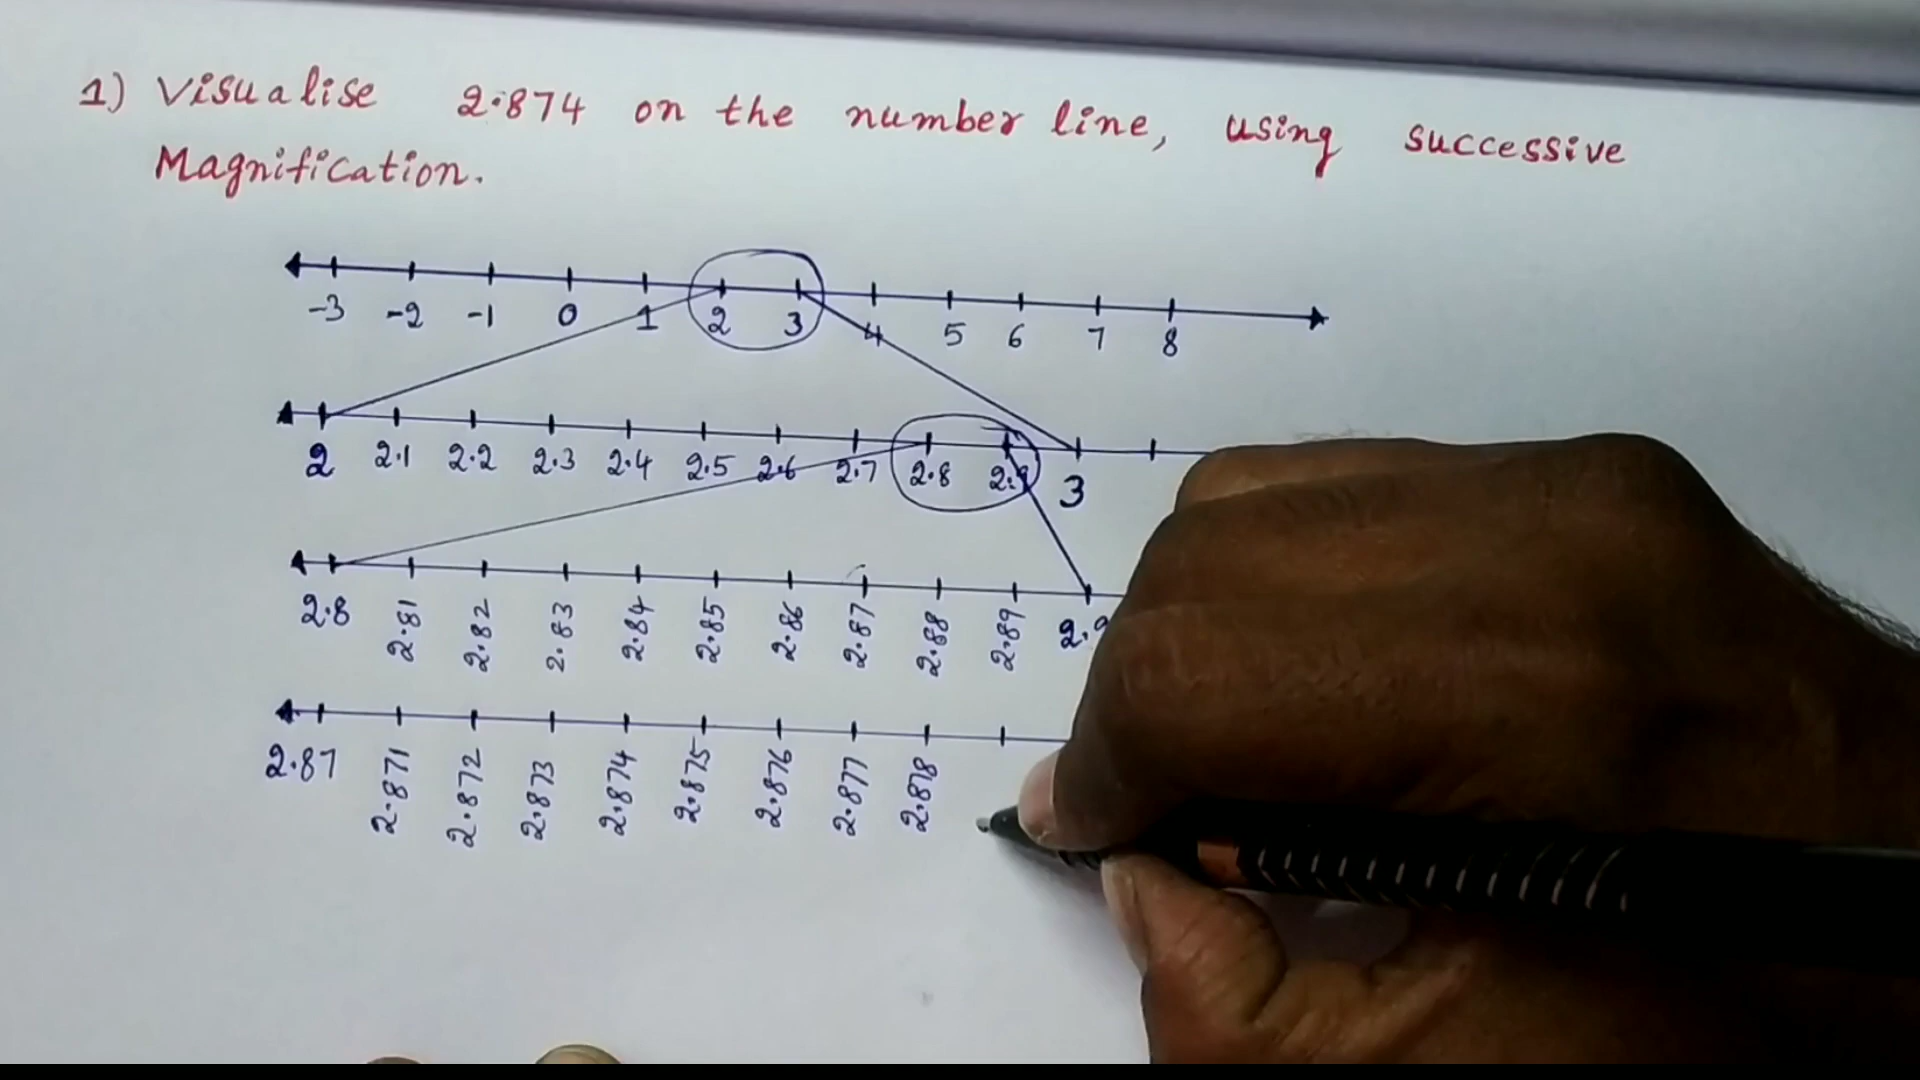 1) Visualise 2.874 on the number line, using successive
Magnification.
-3 -2 -1 0 1 2 3 4 5 6 7 8
2 2.1 2.2 2.3 2.4 2.5 2.6 2.7 2.8 2.9 3
2.8 2.81 2.82 2.83 2.84 2.85 2.86 2.87 2.88 2.89 2.9
2.87 2.871 2.872 2.873 2.874 2.875 2.876 2.877 2.878